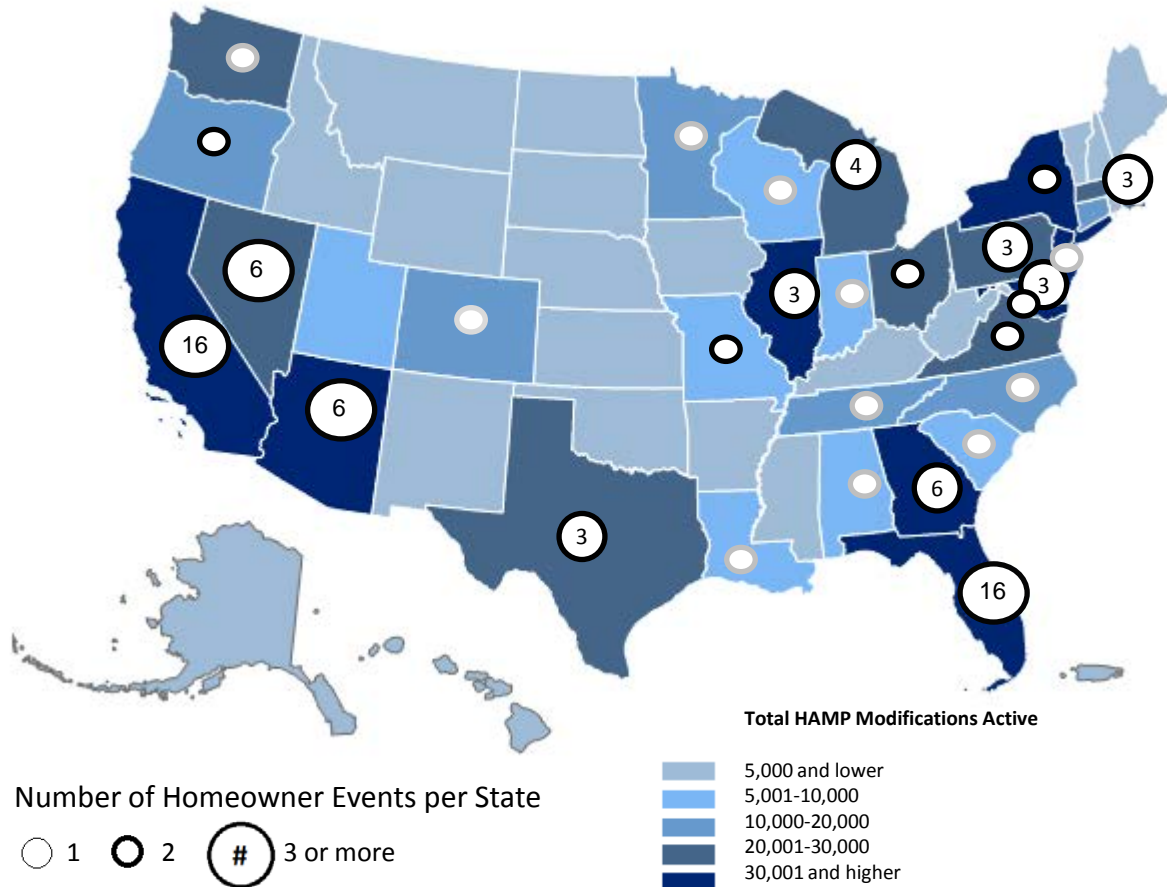 4
3
3
3
6
3
16
6
6
3
16
Total HAMP Modifications Active
5,000 and lower
5,001-10,000
10,000-20,000
20,001-30,000
30,001 and higher
Number of Homeowner Events per State
1 2 # 3 or more